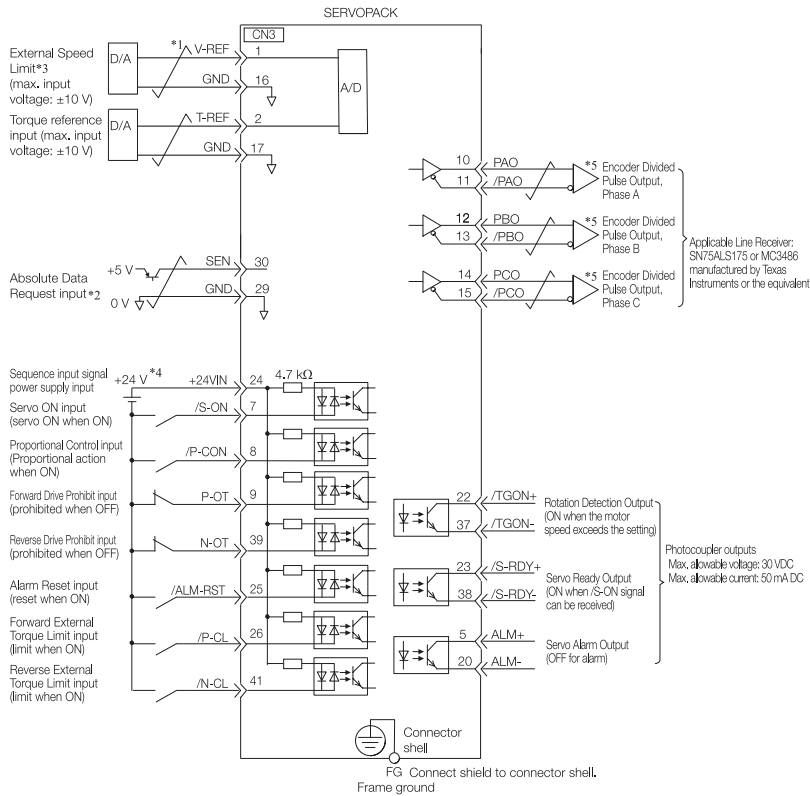 SERVOPACK
CN3
External Speed
Limit*3
(max. input
voltage: ±10 V)
D/A
*1
V-REF
1
GND
16
A/D
Torque reference
input (max. input
voltage: ±10 V)
D/A
T-REF
2
GND
17
10
PAO
11
/PAO
*5
Encoder Divided
Pulse Output,
Phase A
12
PBO
13
/PBO
*5
Encoder Divided
Pulse Output,
Phase B
14
PCO
15
/PCO
*5
Encoder Divided
Pulse Output,
Phase C
Applicable Line Receiver:
SN75ALS175 or MC3486
manufactured by Texas
Instruments or the equivalent
Absolute Data
Request input*2
+5 V
SEN
30
0 V
GND
29
Sequence input signal
power supply input
+24 V
*4
+24VIN
24
4.7 kΩ
Servo ON input
(servo ON when ON)
/S-ON
7
Proportional Control input
(Proportional action
when ON)
/P-CON
8
Forward Drive Prohibit input
(prohibited when OFF)
P-OT
9
Reverse Drive Prohibit input
(prohibited when OFF)
N-OT
39
Alarm Reset input
(reset when ON)
/ALM-RST
25
Forward External
Torque Limit input
(limit when ON)
/P-CL
26
Reverse External
Torque Limit input
(limit when ON)
/N-CL
41
22
/TGON+
37
/TGON-
Rotation Detection Output
(ON when the motor
speed exceeds the setting)
23
/S-RDY+
38
/S-RDY-
Servo Ready Output
(ON when /S-ON signal
can be received)
5
ALM+
20
ALM-
Servo Alarm Output
(OFF for alarm)
Photocoupler outputs
Max. allowable voltage: 30 VDC
Max. allowable current: 50 mA DC
Connector
shell
FG
Connect shield to connector shell.
Frame ground